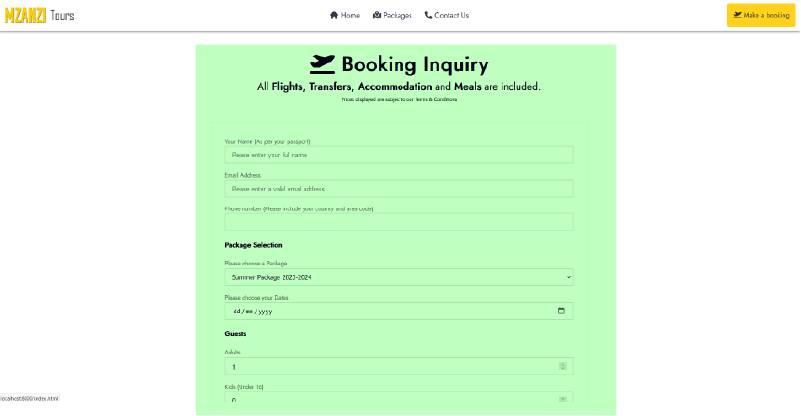 MZANZI Tours
Home
Packages
Contact Us
Make a booking
Booking Inquiry
All Flights, Transfers, Accommodation and Meals are included.
Prices displayed are subject to our Terms & Conditions
Your Name (As per your passport)
Please enter your full name
Email Address
Please enter a valid email address
Phone number (Please include your country and area code)
Package Selection
Please choose a Package
Summer Package 2023-2024
Please choose your Dates
dd/mm/yyyy
Guests
Adults
1
Kids (Under 16)
0
localhost:8000/index.html